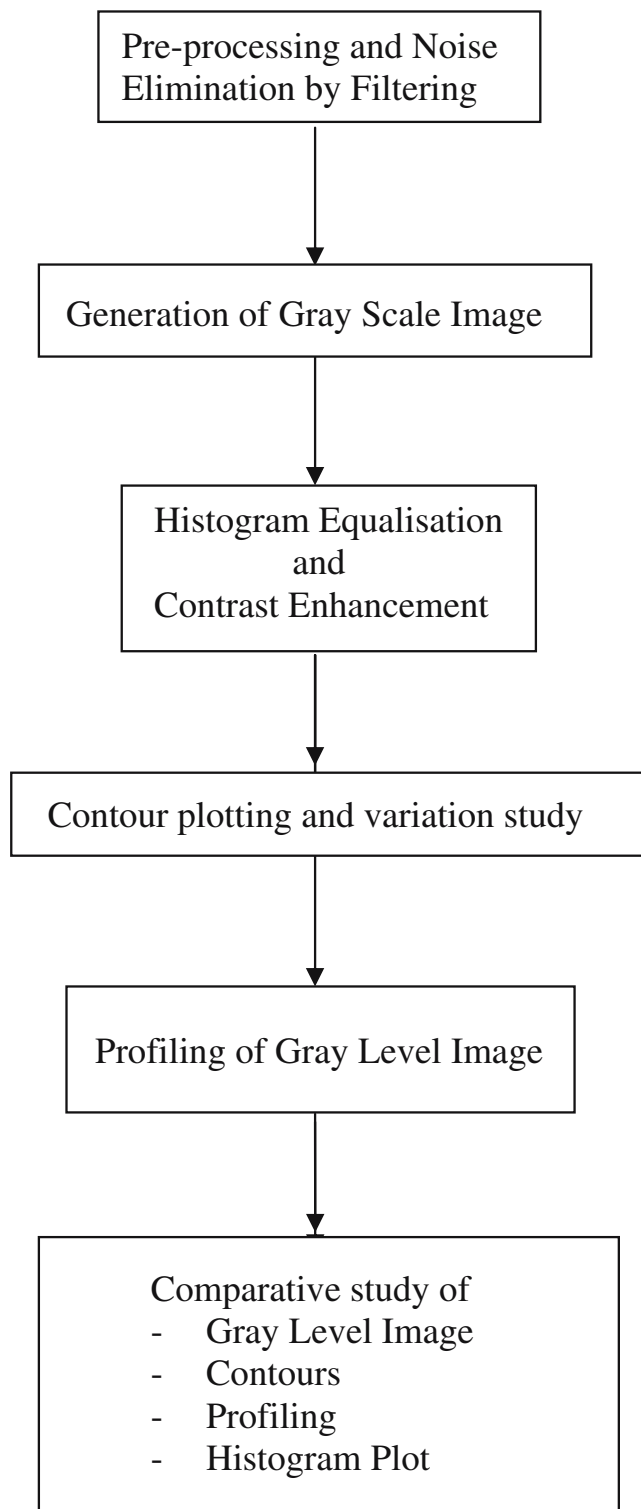 Pre-processing and Noise
Elimination by Filtering
Generation of Gray Scale Image
Histogram Equalisation
and
Contrast Enhancement
Contour plotting and variation study
Profiling of Gray Level Image
Comparative study of
- Gray Level Image
- Contours
- Profiling
- Histogram Plot